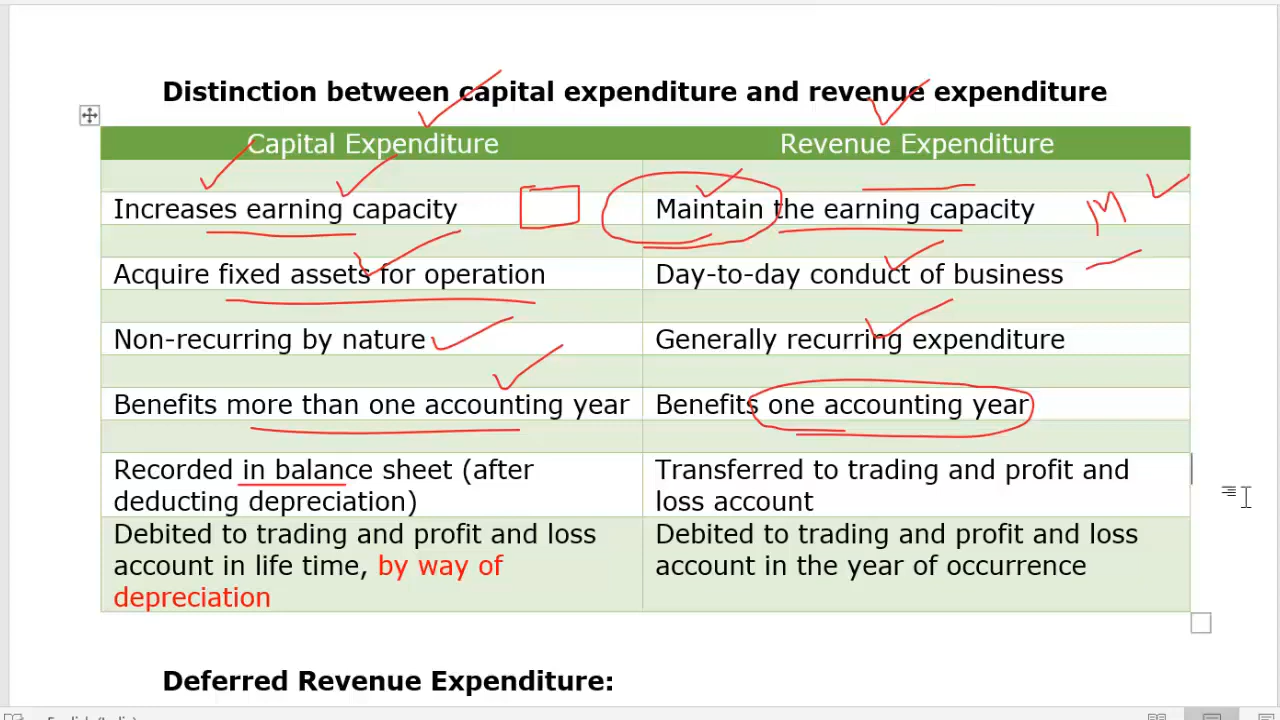 Distinction between capital expenditure and revenue expenditure
Capital Expenditure Revenue Expenditure
Increases earning capacity Maintain the earning capacity M
Acquire fixed assets for operation Day-to-day conduct of business
Non-recurring by nature Generally recurring expenditure
Benefits more than one accounting year Benefits one accounting year
Recorded in balance sheet (after Transferred to trading and profit and
deducting depreciation) loss account
Debited to trading and profit and loss Debited to trading and profit and loss
account in life time, by way of account in the year of occurrence
depreciation
Deferred Revenue Expenditure: